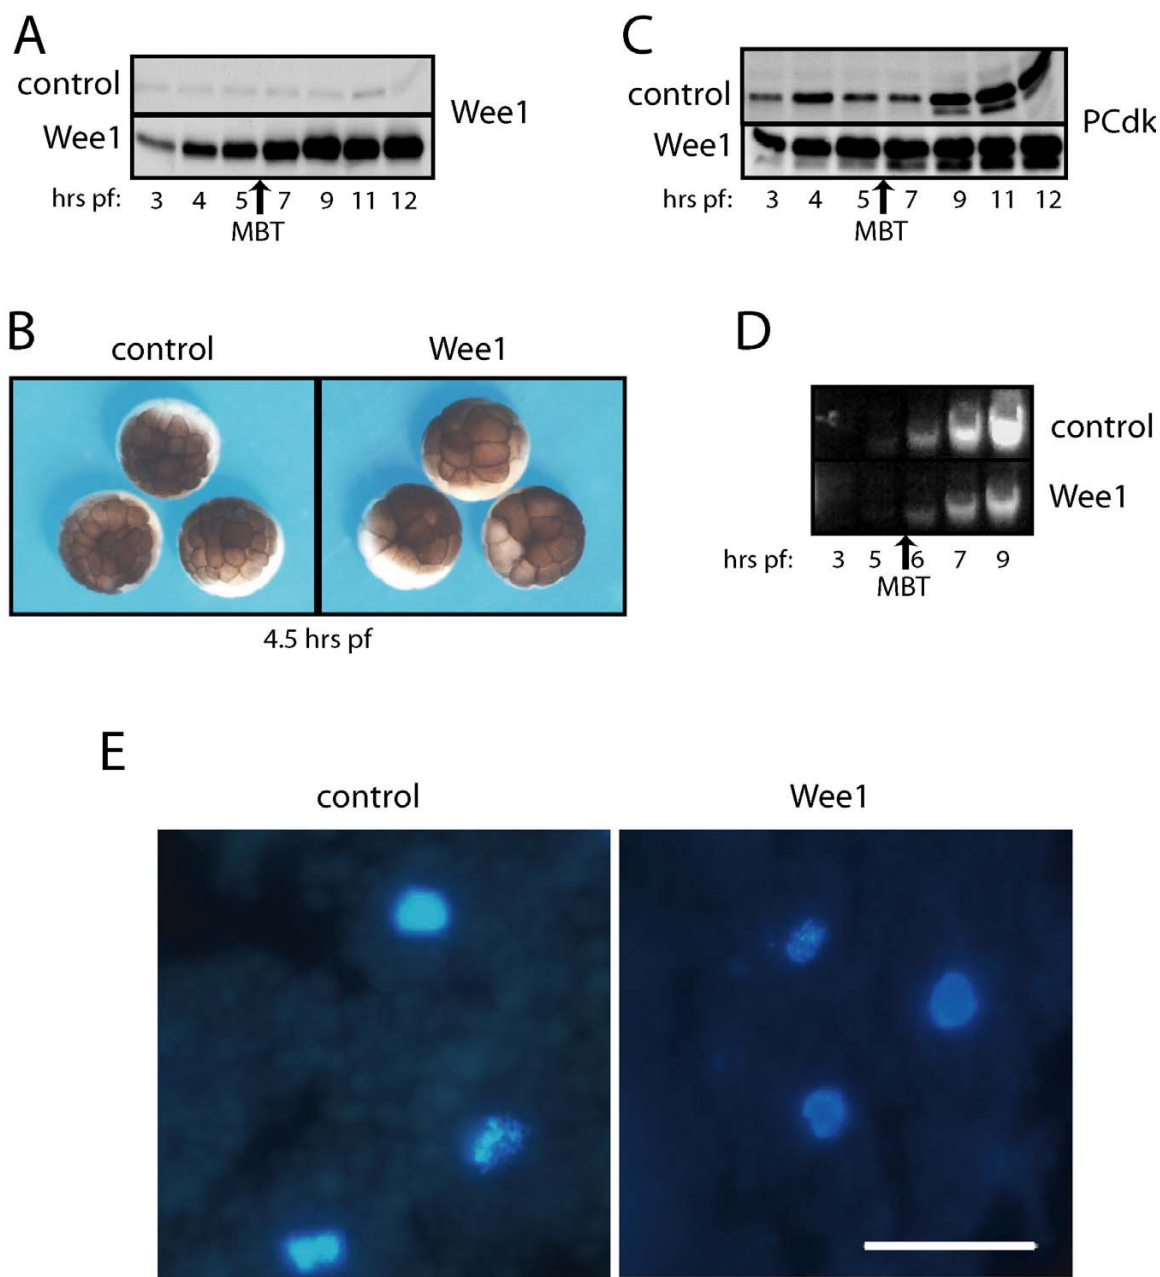 A
control
Wee1
Wee1
hrs pf: 3 4 5 7 9 11 12
MBT
C
control
Wee1
PCdk
hrs pf: 3 4 5 7 9 11 12
MBT
B
control Wee1
4.5 hrs pf
D
control
Wee1
hrs pf: 3 5 6 7 9
MBT
E
control Wee1